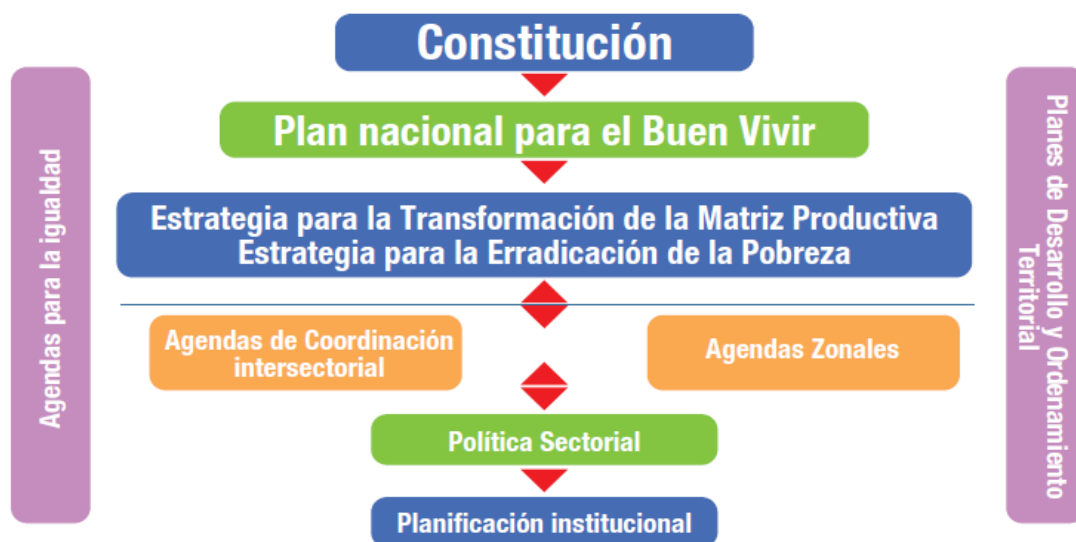 Constitución
Plan nacional para el Buen Vivir
Estrategia para la Transformación de la Matriz Productiva
Estrategia para la Erradicación de la Pobreza
Agendas de Coordinación
intersectorial
Agendas Zonales
Política Sectorial
Planificación institucional
Agendas para la igualdad
Planes de Desarrollo y Ordenamiento
Territorial